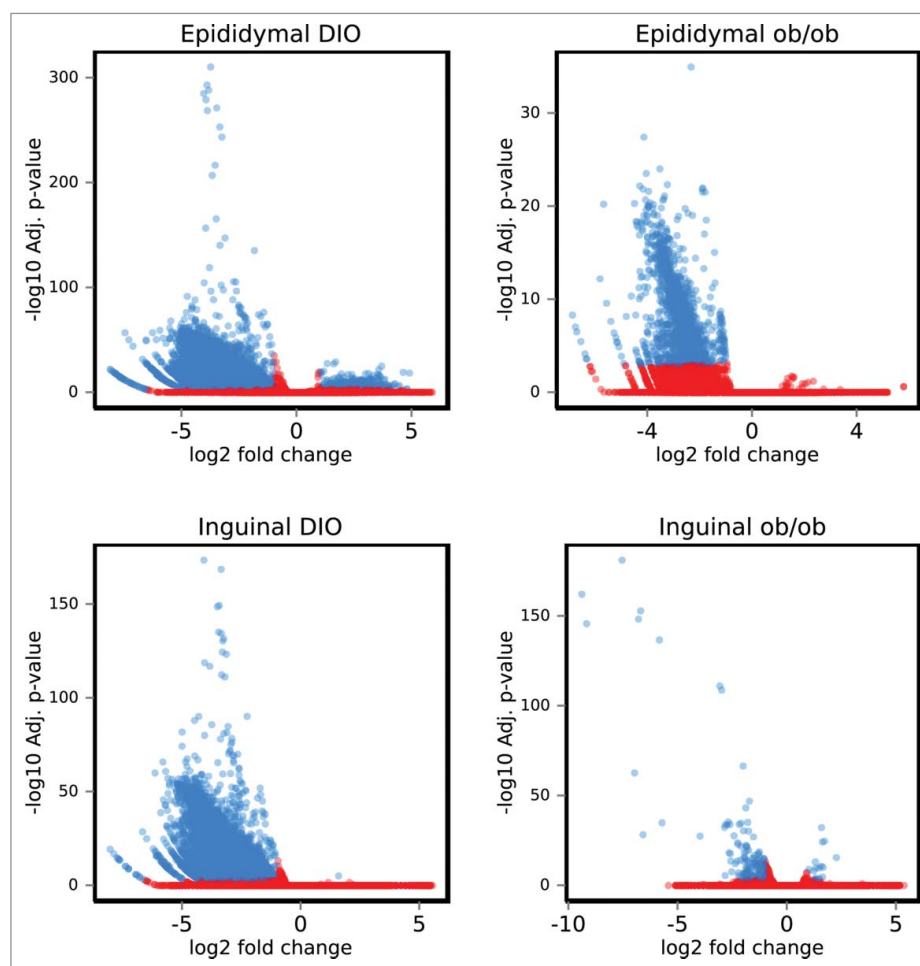 Epididymal DIO
300
200
100
0
-5
0
5
-log10 Adj. p-value
log2 fold change
Epididymal ob/ob
30
20
10
0
-4
0
4
-log10 Adj. p-value
log2 fold change
Inguinal DIO
150
100
50
0
-5
0
5
-log10 Adj. p-value
log2 fold change
Inguinal ob/ob
150
100
50
0
-10
-5
0
5
-log10 Adj. p-value
log2 fold change